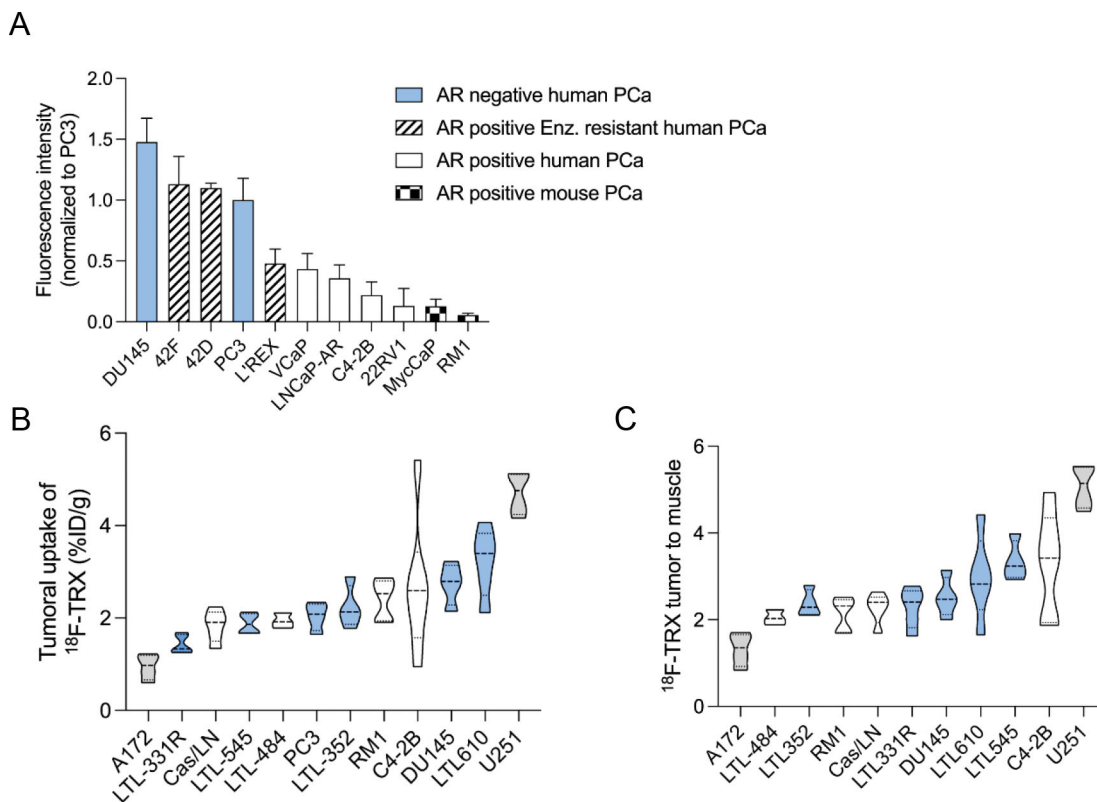 A
Fluorescence intensity
(normalized to PC3)
2.0
1.5
1.0
0.5
0.0
DU145
42F
42D
PC3
L'REX
VCaP
LNCaP-AR
C4-2B
22RV1
MycCaP
RM1
AR negative human PCa
AR positive Enz. resistant human PCa
AR positive human PCa
AR positive mouse PCa
B
Tumoral uptake of
¹⁸F-TRX (%ID/g)
6
4
2
0
A172
LTL-331R
Cas/LN
LTL-545
LTL-484
PC3
LTL-352
RM1
C4-2B
DU145
LTL610
U251
C
¹⁸F-TRX tumor to muscle
6
4
2
0
A172
LTL-484
LTL352
RM1
Cas/LN
LTL331R
DU145
LTL610
LTL545
C4-2B
U251